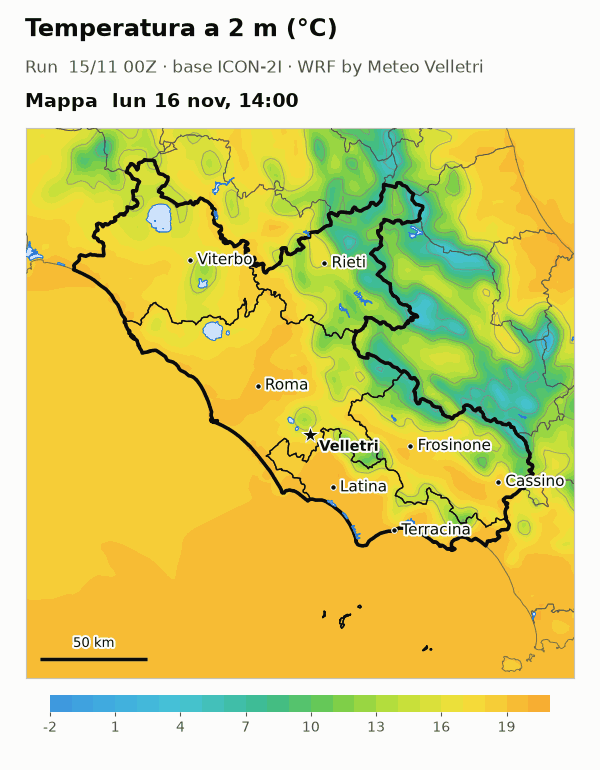 Temperatura a 2 m (°C)
Run  15/11 00Z · base ICON-2I · WRF by Meteo Velletri
Mappa  lun 16 nov, 14:00
Viterbo
Rieti
Roma
Velletri
Frosinone
Latina
Cassino
Terracina
50 km
-2 1 4 7 10 13 16 19